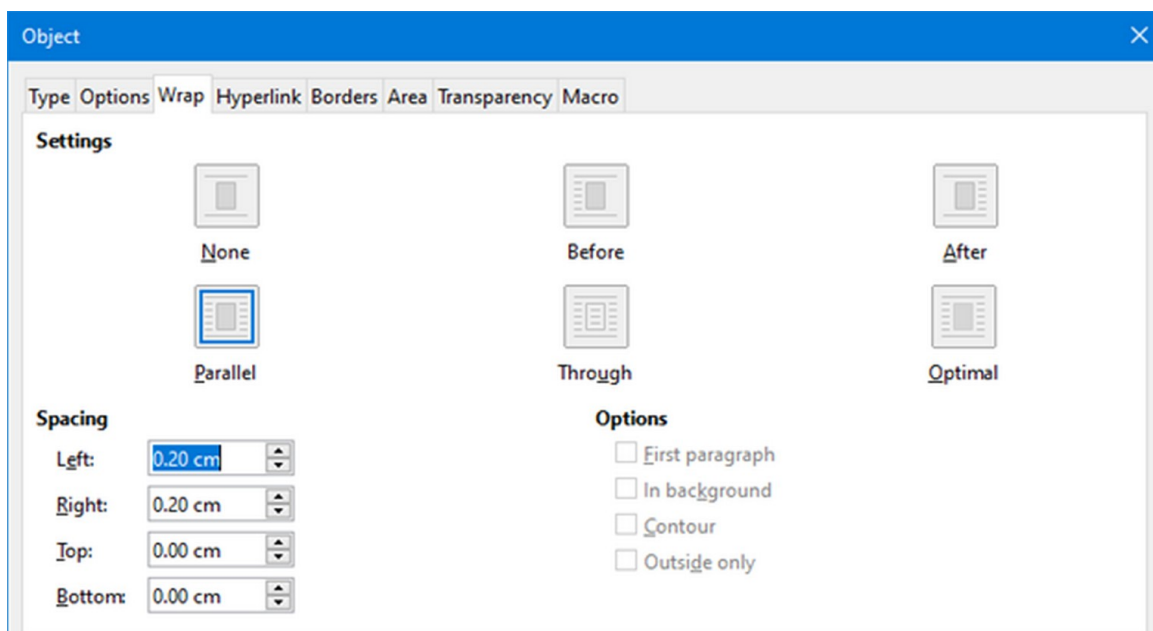 Object
Type Options Wrap Hyperlink Borders Area Transparency Macro
Settings
None Before After
Parallel Through Optimal
Spacing Options
Left: 0.20 cm First paragraph
Right: 0.20 cm In background
Top: 0.00 cm Contour
Bottom: 0.00 cm Outside only